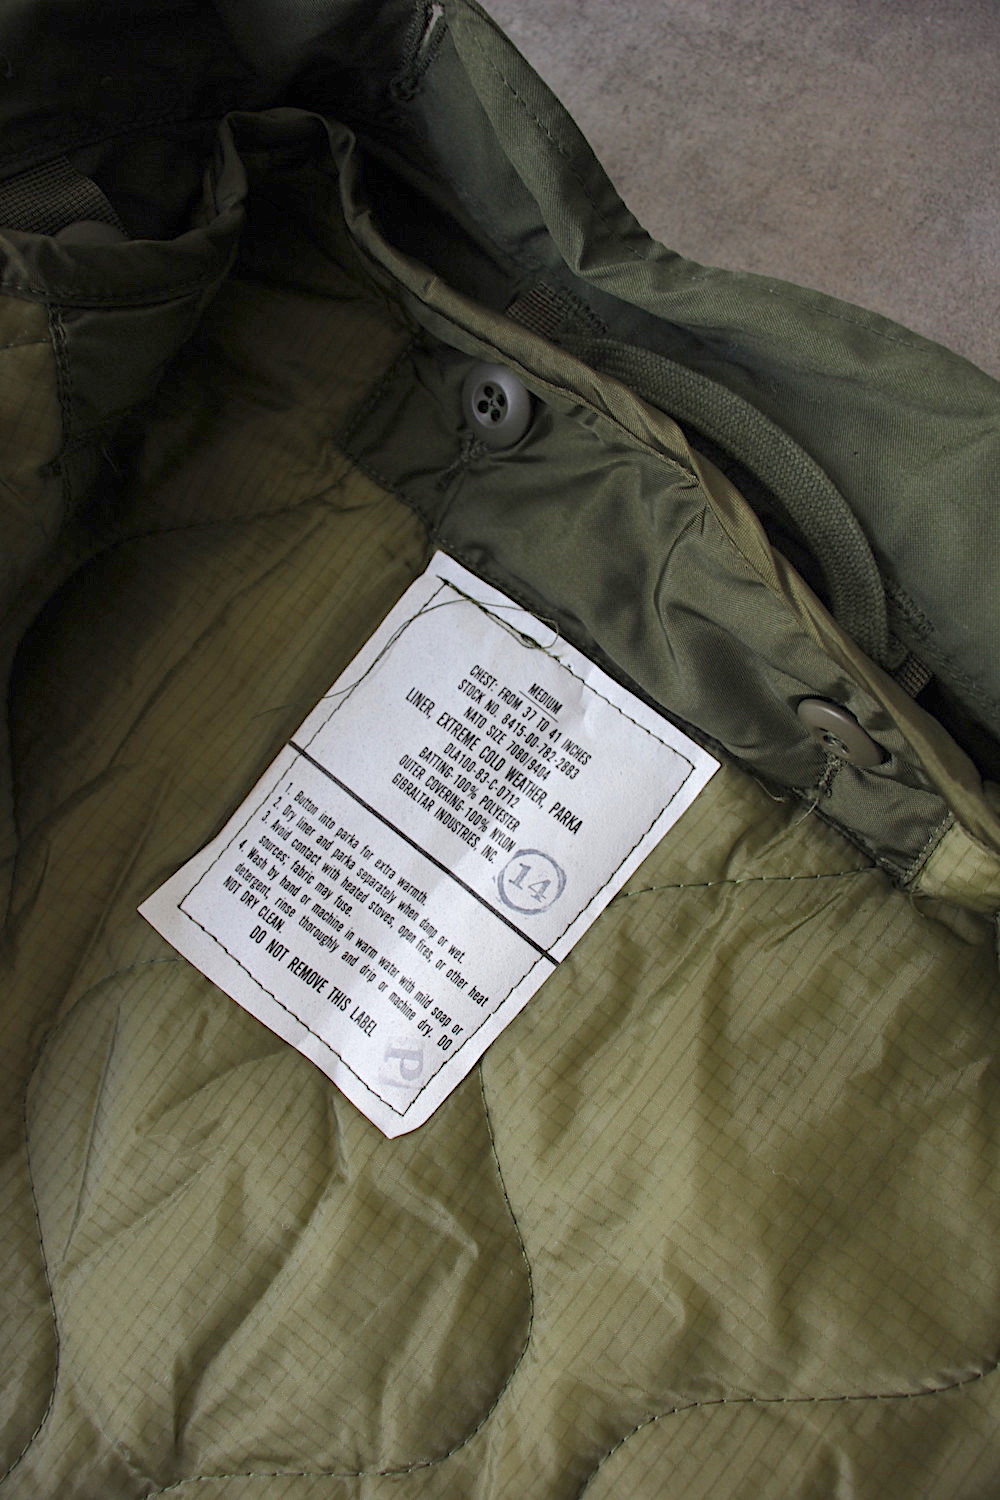 MEDIUM
CHEST: FROM 37 TO 41 INCHES
STOCK NO. 8415-00-782-2883
NATO SIZE 7080/9404
LINER, EXTREME COLD WEATHER, PARKA
DLA100-83-C-0712
BATTING-100% POLYESTER
OUTER COVERING-100% NYLON
GIBRALTAR INDUSTRIES, INC.
14
1. Button into parka for extra warmth.
2. Dry liner and parka separately when damp or wet.
3. Avoid contact with heated stoves, open fires, or other heat
sources; fabric may fuse.
4. Wash by hand or machine in warm water with mild soap or
detergent, rinse thoroughly and drip or machine dry. DO
NOT DRY CLEAN.
DO NOT REMOVE THIS LABEL
P